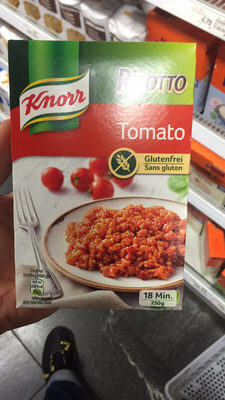 Knorr
RISOTTO
Tomato
Glutenfrei
Sans gluten
18 Min.
250g